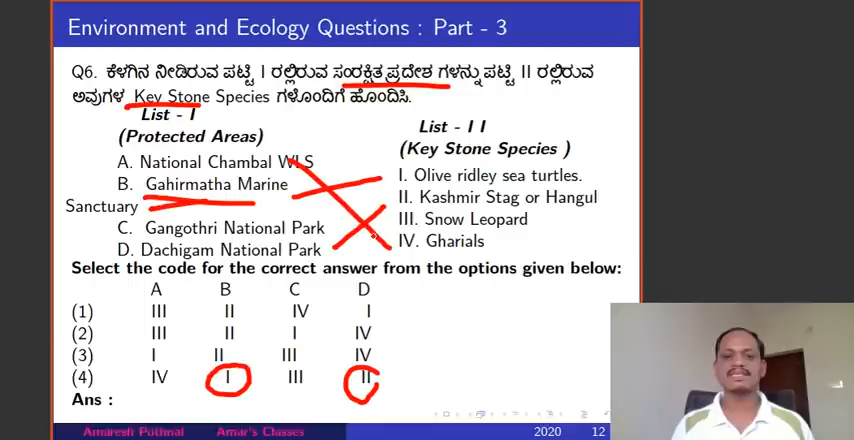 Environment and Ecology Questions : Part - 3
Q6. ಕೆಳಗಿನ ನೀಡಿರುವ ಪಟ್ಟಿ I ರಲ್ಲಿರುವ ಸಂರಕ್ಷಿತ ಪ್ರದೇಶ ಗಳನ್ನು ಪಟ್ಟಿ II ರಲ್ಲಿರುವ
ಅವುಗಳ Key Stone Species ಗಳೊಂದಿಗೆ ಹೊಂದಿಸಿ.
List - I
(Protected Areas)
A. National Chambal WLS
B. Gahirmatha Marine
Sanctuary
C. Gangothri National Park
D. Dachigam National Park
List - I I
(Key Stone Species )
I. Olive ridley sea turtles.
II. Kashmir Stag or Hangul
III. Snow Leopard
IV. Gharials
Select the code for the correct answer from the options given below:
A B C D
(1) III II IV I
(2) III II I IV
(3) I II III IV
(4) IV I III II
Ans :
Amaresh Pothnal Amar's Classes 2020 12